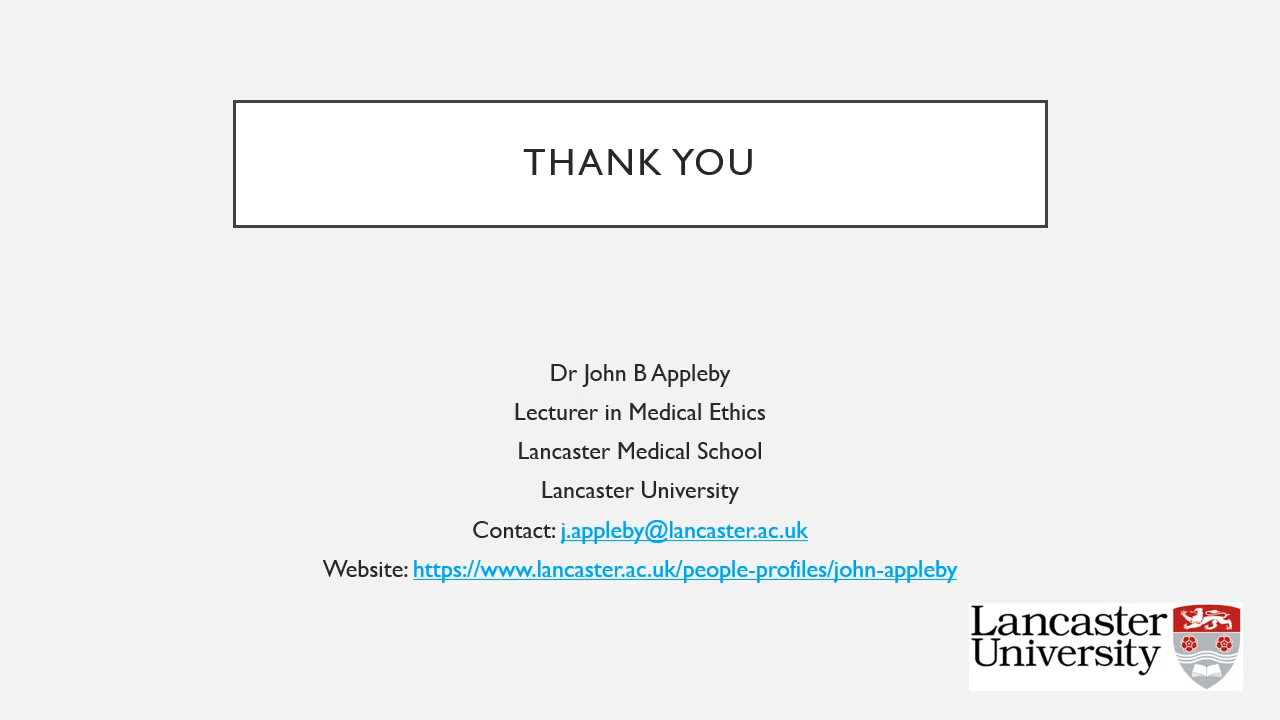 THANK YOU
Dr John B Appleby
Lecturer in Medical Ethics
Lancaster Medical School
Lancaster University
Contact: j.appleby@lancaster.ac.uk
Website: https://www.lancaster.ac.uk/people-profiles/john-appleby
Lancaster
University